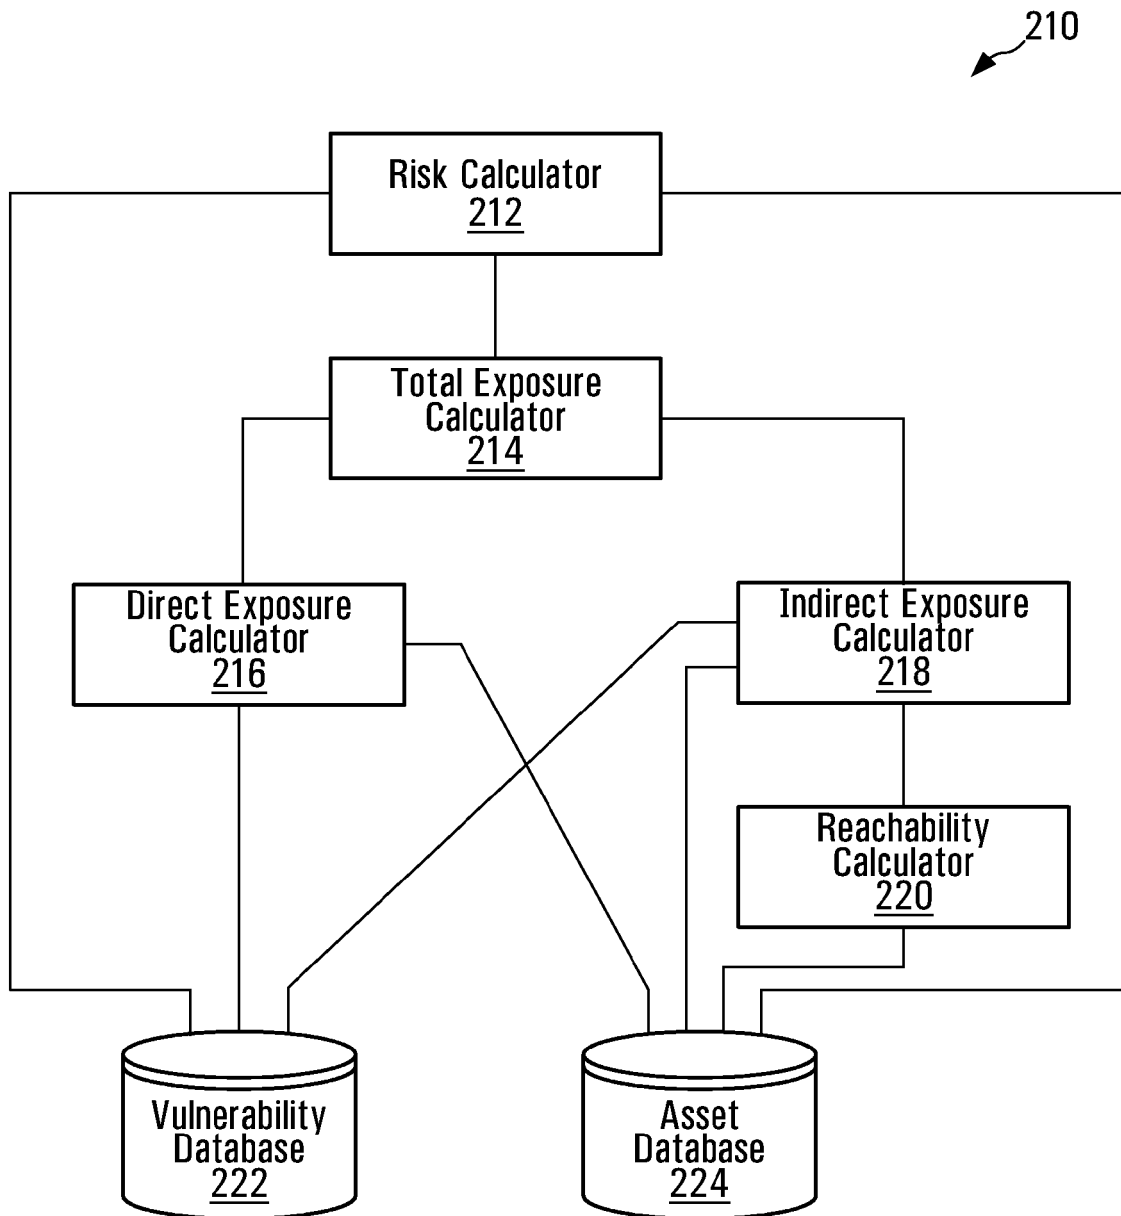 210
Risk Calculator
212
Total Exposure
Calculator
214
Direct Exposure
Calculator
216
Indirect Exposure
Calculator
218
Reachability
Calculator
220
Vulnerability
Database
222
Asset
Database
224